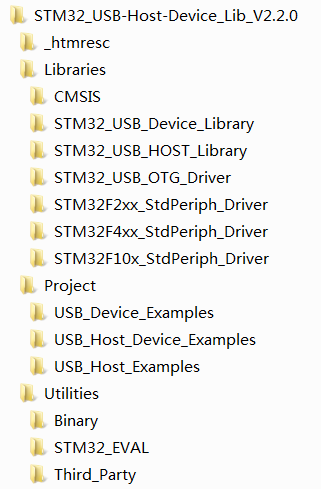 STM32_USB-Host-Device_Lib_V2.2.0
_htmresc
Libraries
CMSIS
STM32_USB_Device_Library
STM32_USB_HOST_Library
STM32_USB_OTG_Driver
STM32F2xx_StdPeriph_Driver
STM32F4xx_StdPeriph_Driver
STM32F10x_StdPeriph_Driver
Project
USB_Device_Examples
USB_Host_Device_Examples
USB_Host_Examples
Utilities
Binary
STM32_EVAL
Third_Party